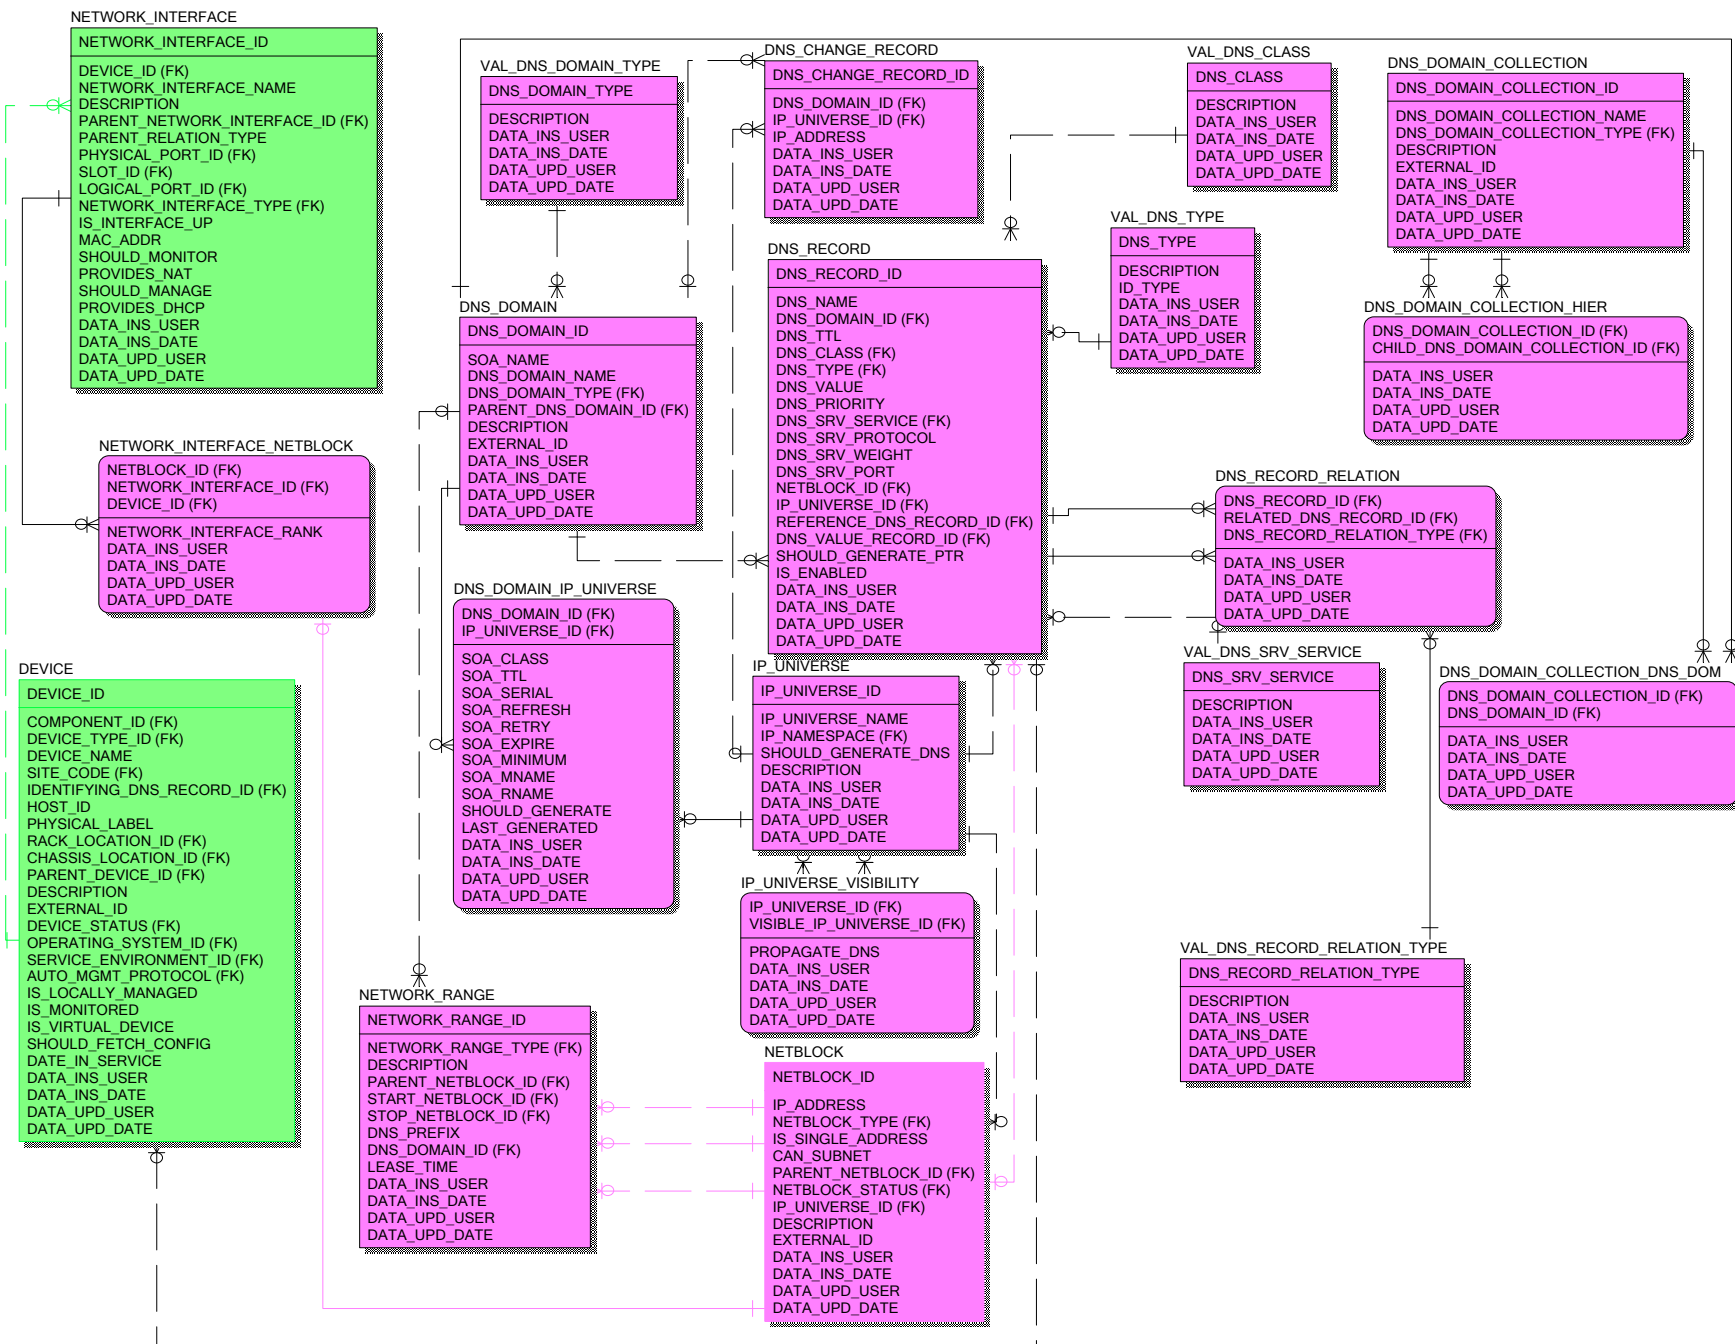 NETWORK_INTERFACE
NETWORK_INTERFACE_ID
DEVICE_ID (FK)
NETWORK_INTERFACE_NAME
DESCRIPTION
PARENT_NETWORK_INTERFACE_ID (FK)
PARENT_RELATION_TYPE
PHYSICAL_PORT_ID (FK)
SLOT_ID (FK)
LOGICAL_PORT_ID (FK)
NETWORK_INTERFACE_TYPE (FK)
IS_INTERFACE_UP
MAC_ADDR
SHOULD_MONITOR
PROVIDES_NAT
SHOULD_MANAGE
PROVIDES_DHCP
DATA_INS_USER
DATA_INS_DATE
DATA_UPD_USER
DATA_UPD_DATE
VAL_DNS_DOMAIN_TYPE
DNS_DOMAIN_TYPE
DESCRIPTION
DATA_INS_USER
DATA_INS_DATE
DATA_UPD_USER
DATA_UPD_DATE
DNS_CHANGE_RECORD
DNS_CHANGE_RECORD_ID
DNS_DOMAIN_ID (FK)
IP_UNIVERSE_ID (FK)
IP_ADDRESS
DATA_INS_USER
DATA_INS_DATE
DATA_UPD_USER
DATA_UPD_DATE
VAL_DNS_CLASS
DNS_CLASS
DESCRIPTION
DATA_INS_USER
DATA_INS_DATE
DATA_UPD_USER
DATA_UPD_DATE
DNS_DOMAIN_COLLECTION
DNS_DOMAIN_COLLECTION_ID
DNS_DOMAIN_COLLECTION_NAME
DNS_DOMAIN_COLLECTION_TYPE (FK)
DESCRIPTION
EXTERNAL_ID
DATA_INS_USER
DATA_INS_DATE
DATA_UPD_USER
DATA_UPD_DATE
VAL_DNS_TYPE
DNS_TYPE
DESCRIPTION
ID_TYPE
DATA_INS_USER
DATA_INS_DATE
DATA_UPD_USER
DATA_UPD_DATE
DNS_RECORD
DNS_RECORD_ID
DNS_NAME
DNS_DOMAIN_ID (FK)
DNS_TTL
DNS_CLASS (FK)
DNS_TYPE (FK)
DNS_VALUE
DNS_PRIORITY
DNS_SRV_SERVICE (FK)
DNS_SRV_PROTOCOL
DNS_SRV_WEIGHT
DNS_SRV_PORT
NETBLOCK_ID (FK)
IP_UNIVERSE_ID (FK)
REFERENCE_DNS_RECORD_ID (FK)
DNS_VALUE_RECORD_ID (FK)
SHOULD_GENERATE_PTR
IS_ENABLED
DATA_INS_USER
DATA_INS_DATE
DATA_UPD_USER
DATA_UPD_DATE
DNS_DOMAIN
DNS_DOMAIN_ID
SOA_NAME
DNS_DOMAIN_NAME
DNS_DOMAIN_TYPE (FK)
PARENT_DNS_DOMAIN_ID (FK)
DESCRIPTION
EXTERNAL_ID
DATA_INS_USER
DATA_INS_DATE
DATA_UPD_USER
DATA_UPD_DATE
DNS_DOMAIN_COLLECTION_HIER
DNS_DOMAIN_COLLECTION_ID (FK)
CHILD_DNS_DOMAIN_COLLECTION_ID (FK)
DATA_INS_USER
DATA_INS_DATE
DATA_UPD_USER
DATA_UPD_DATE
NETWORK_INTERFACE_NETBLOCK
NETBLOCK_ID (FK)
NETWORK_INTERFACE_ID (FK)
DEVICE_ID (FK)
NETWORK_INTERFACE_RANK
DATA_INS_USER
DATA_INS_DATE
DATA_UPD_USER
DATA_UPD_DATE
DNS_RECORD_RELATION
DNS_RECORD_ID (FK)
RELATED_DNS_RECORD_ID (FK)
DNS_RECORD_RELATION_TYPE (FK)
DATA_INS_USER
DATA_INS_DATE
DATA_UPD_USER
DATA_UPD_DATE
DNS_DOMAIN_IP_UNIVERSE
DNS_DOMAIN_ID (FK)
IP_UNIVERSE_ID (FK)
SOA_CLASS
SOA_TTL
SOA_SERIAL
SOA_REFRESH
SOA_RETRY
SOA_EXPIRE
SOA_MINIMUM
SOA_MNAME
SOA_RNAME
SHOULD_GENERATE
LAST_GENERATED
DATA_INS_USER
DATA_INS_DATE
DATA_UPD_USER
DATA_UPD_DATE
DEVICE
DEVICE_ID
COMPONENT_ID (FK)
DEVICE_TYPE_ID (FK)
DEVICE_NAME
SITE_CODE (FK)
IDENTIFYING_DNS_RECORD_ID (FK)
HOST_ID
PHYSICAL_LABEL
RACK_LOCATION_ID (FK)
CHASSIS_LOCATION_ID (FK)
PARENT_DEVICE_ID (FK)
DESCRIPTION
EXTERNAL_ID
DEVICE_STATUS (FK)
OPERATING_SYSTEM_ID (FK)
SERVICE_ENVIRONMENT_ID (FK)
AUTO_MGMT_PROTOCOL (FK)
IS_LOCALLY_MANAGED
IS_MONITORED
IS_VIRTUAL_DEVICE
SHOULD_FETCH_CONFIG
DATE_IN_SERVICE
DATA_INS_USER
DATA_INS_DATE
DATA_UPD_USER
DATA_UPD_DATE
IP_UNIVERSE
IP_UNIVERSE_ID
IP_UNIVERSE_NAME
IP_NAMESPACE (FK)
SHOULD_GENERATE_DNS
DESCRIPTION
DATA_INS_USER
DATA_INS_DATE
DATA_UPD_USER
DATA_UPD_DATE
VAL_DNS_SRV_SERVICE
DNS_SRV_SERVICE
DESCRIPTION
DATA_INS_USER
DATA_INS_DATE
DATA_UPD_USER
DATA_UPD_DATE
DNS_DOMAIN_COLLECTION_DNS_DOM
DNS_DOMAIN_COLLECTION_ID (FK)
DNS_DOMAIN_ID (FK)
DATA_INS_USER
DATA_INS_DATE
DATA_UPD_USER
DATA_UPD_DATE
IP_UNIVERSE_VISIBILITY
IP_UNIVERSE_ID (FK)
VISIBLE_IP_UNIVERSE_ID (FK)
PROPAGATE_DNS
DATA_INS_USER
DATA_INS_DATE
DATA_UPD_USER
DATA_UPD_DATE
VAL_DNS_RECORD_RELATION_TYPE
DNS_RECORD_RELATION_TYPE
DESCRIPTION
DATA_INS_USER
DATA_INS_DATE
DATA_UPD_USER
DATA_UPD_DATE
NETWORK_RANGE
NETWORK_RANGE_ID
NETWORK_RANGE_TYPE (FK)
DESCRIPTION
PARENT_NETBLOCK_ID (FK)
START_NETBLOCK_ID (FK)
STOP_NETBLOCK_ID (FK)
DNS_PREFIX
DNS_DOMAIN_ID (FK)
LEASE_TIME
DATA_INS_USER
DATA_INS_DATE
DATA_UPD_USER
DATA_UPD_DATE
NETBLOCK
NETBLOCK_ID
IP_ADDRESS
NETBLOCK_TYPE (FK)
IS_SINGLE_ADDRESS
CAN_SUBNET
PARENT_NETBLOCK_ID (FK)
NETBLOCK_STATUS (FK)
IP_UNIVERSE_ID (FK)
DESCRIPTION
EXTERNAL_ID
DATA_INS_USER
DATA_INS_DATE
DATA_UPD_USER
DATA_UPD_DATE